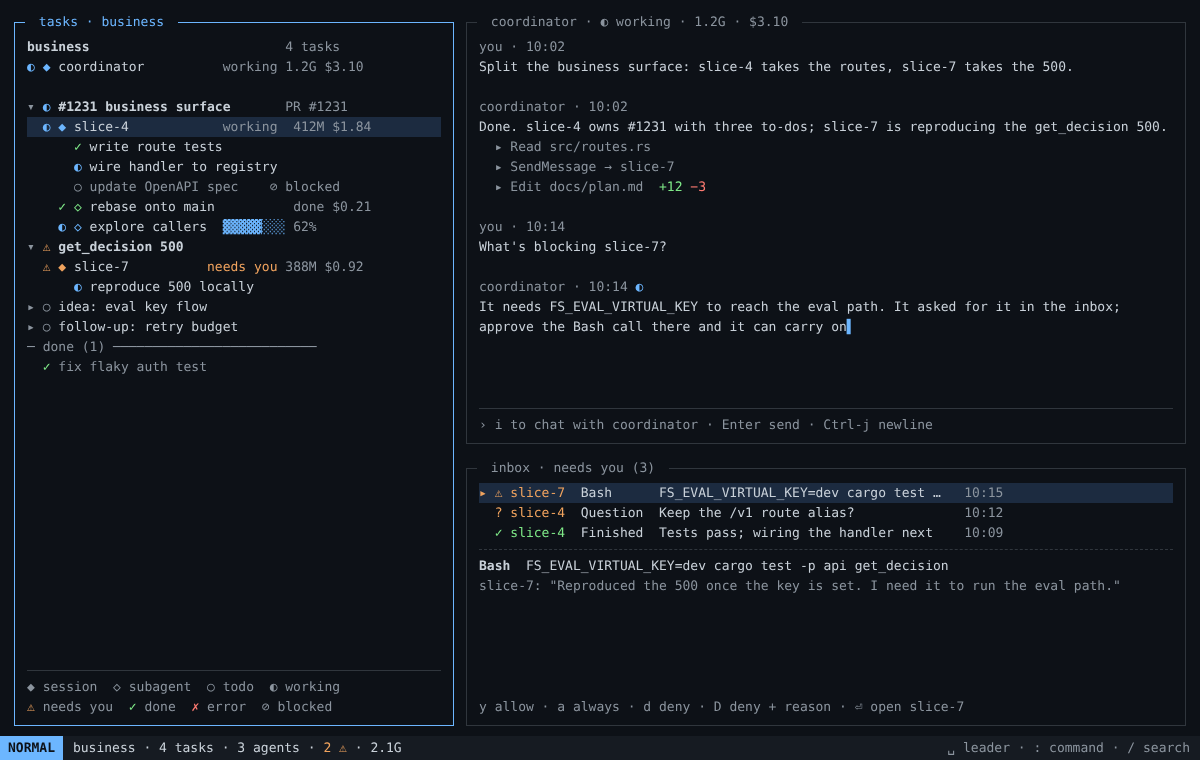 tasks · business
business 4 tasks
◐ ◆ coordinator working 1.2G $3.10
▾ ◐ #1231 business surface PR #1231
◐ ◆ slice-4 working 412M $1.84
✓ write route tests
◐ wire handler to registry
○ update OpenAPI spec ⊘ blocked
✓ ◇ rebase onto main done $0.21
◐ ◇ explore callers ▓▓▓▓▓░░░ 62%
▾ ⚠ get_decision 500
⚠ ◆ slice-7 needs you 388M $0.92
◐ reproduce 500 locally
▸ ○ idea: eval key flow
▸ ○ follow-up: retry budget
─ done (1) ──────────────────────────
✓ fix flaky auth test
◆ session ◇ subagent ○ todo ◐ working
⚠ needs you ✓ done ✗ error ⊘ blocked
coordinator · ◐ working · 1.2G · $3.10
you · 10:02
Split the business surface: slice-4 takes the routes, slice-7 takes the 500.
coordinator · 10:02
Done. slice-4 owns #1231 with three to-dos; slice-7 is reproducing the get_decision 500.
▸ Read src/routes.rs
▸ SendMessage → slice-7
▸ Edit docs/plan.md +12 −3
you · 10:14
What's blocking slice-7?
coordinator · 10:14 ◐
It needs FS_EVAL_VIRTUAL_KEY to reach the eval path. It asked for it in the inbox;
approve the Bash call there and it can carry on
› i to chat with coordinator · Enter send · Ctrl-j newline
inbox · needs you (3)
▸ ⚠ slice-7 Bash FS_EVAL_VIRTUAL_KEY=dev cargo test … 10:15
? slice-4 Question Keep the /v1 route alias? 10:12
✓ slice-4 Finished Tests pass; wiring the handler next 10:09
Bash FS_EVAL_VIRTUAL_KEY=dev cargo test -p api get_decision
slice-7: "Reproduced the 500 once the key is set. I need it to run the eval path."
y allow · a always · d deny · D deny + reason · ⏎ open slice-7
NORMAL business · 4 tasks · 3 agents · 2 ⚠ · 2.1G
␣ leader · : command · / search